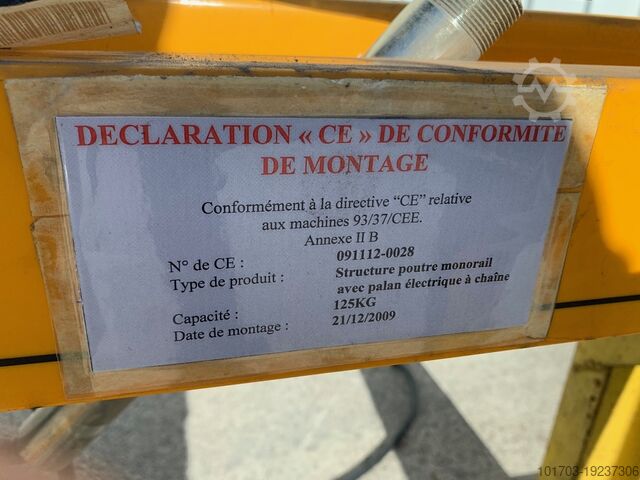 DECLARATION « CE » DE CONFORMITE
DE MONTAGE
Conformément à la directive “CE” relative
aux machines 93/37/CEE.
Annexe II B
N° de CE : 091112-0028
Type de produit : Structure poutre monorail
avec palan électrique à chaîne
Capacité : 125KG
Date de montage : 21/12/2009
101703-19237306